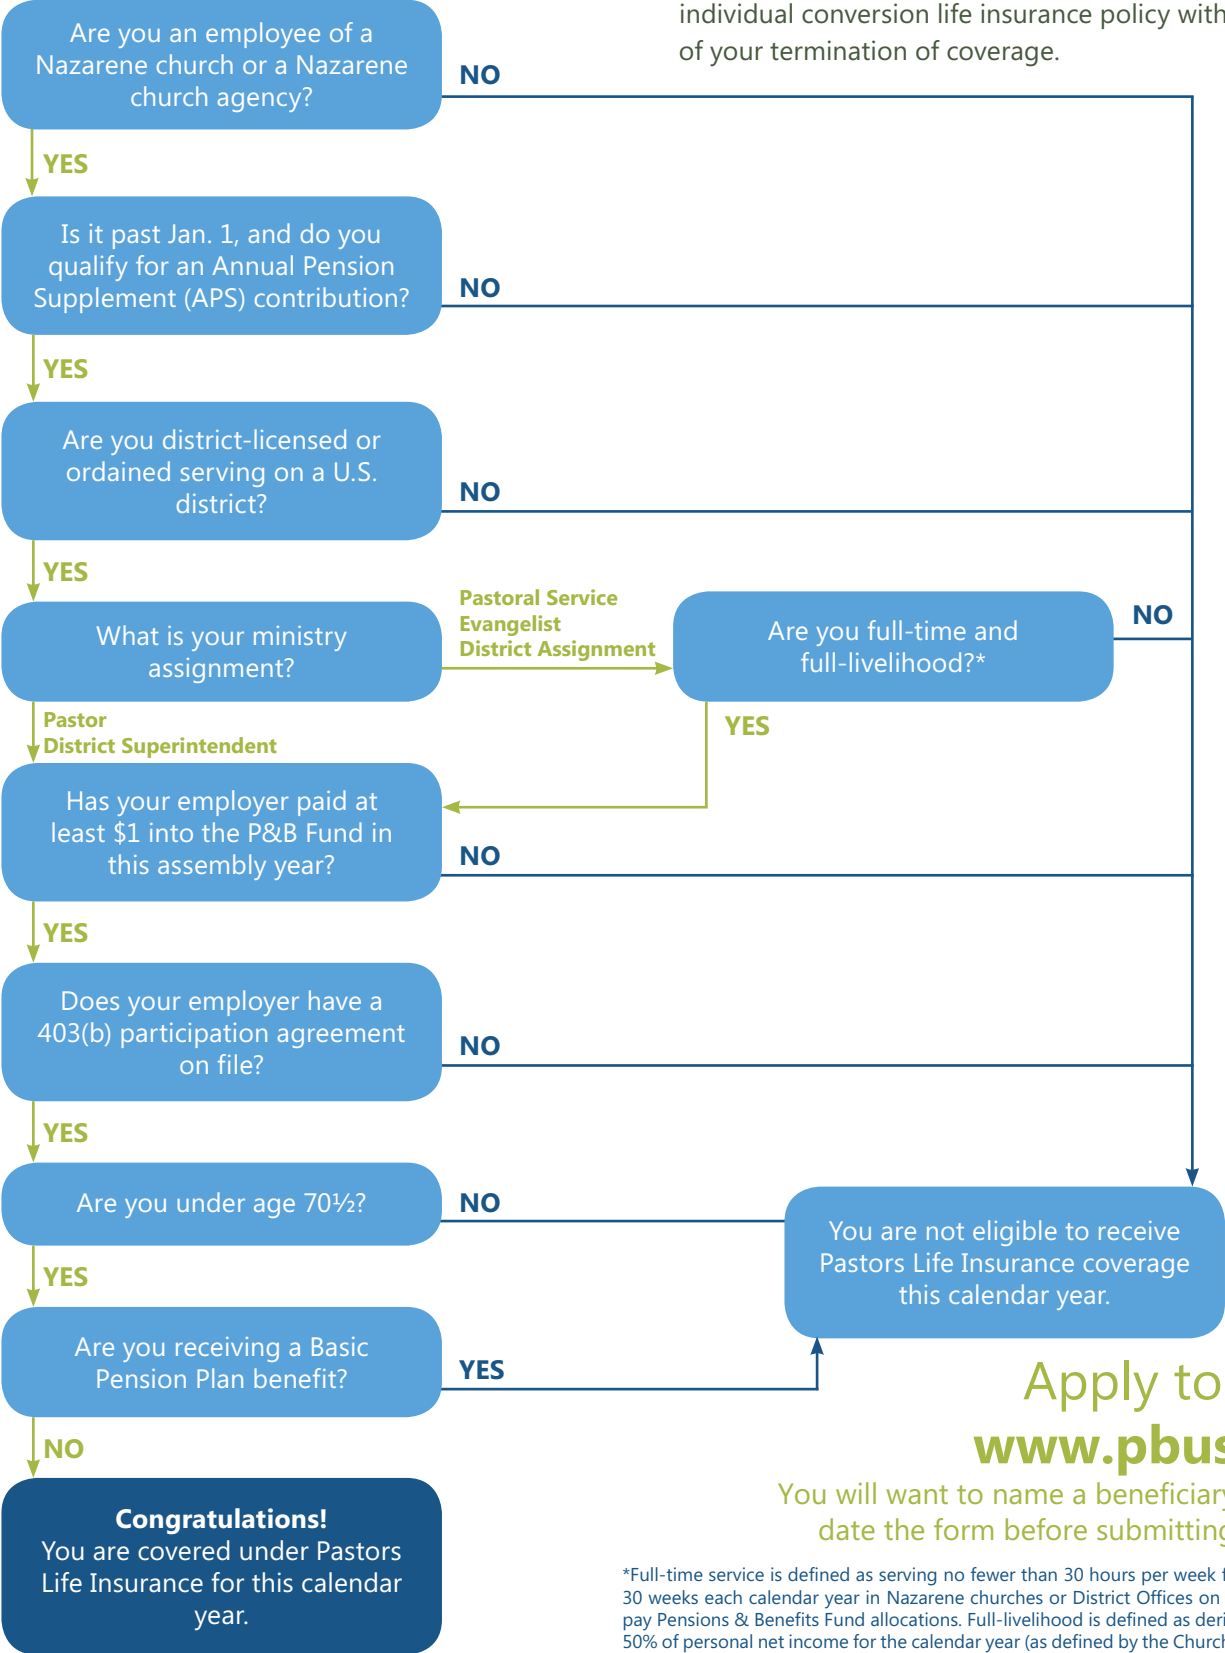 individual conversion life insurance policy with
of your termination of coverage.
Are you an employee of a
Nazarene church or a Nazarene
church agency?
NO
YES
Is it past Jan. 1, and do you
qualify for an Annual Pension
Supplement (APS) contribution?
NO
YES
Are you district-licensed or
ordained serving on a U.S.
district?
NO
YES
What is your ministry
assignment?
Pastoral Service
Evangelist
District Assignment
Are you full-time and
full-livelihood?*
NO
YES
Pastor
District Superintendent
Has your employer paid at
least $1 into the P&B Fund in
this assembly year?
NO
YES
Does your employer have a
403(b) participation agreement
on file?
NO
YES
Are you under age 70½?
NO
You are not eligible to receive
Pastors Life Insurance coverage
this calendar year.
YES
Are you receiving a Basic
Pension Plan benefit?
YES
NO
Congratulations!
You are covered under Pastors
Life Insurance for this calendar
year.
Apply to
www.pbus
You will want to name a beneficiary
date the form before submitting
*Full-time service is defined as serving no fewer than 30 hours per week f
30 weeks each calendar year in Nazarene churches or District Offices on
pay Pensions & Benefits Fund allocations. Full-livelihood is defined as deri
50% of personal net income for the calendar year (as defined by the Church